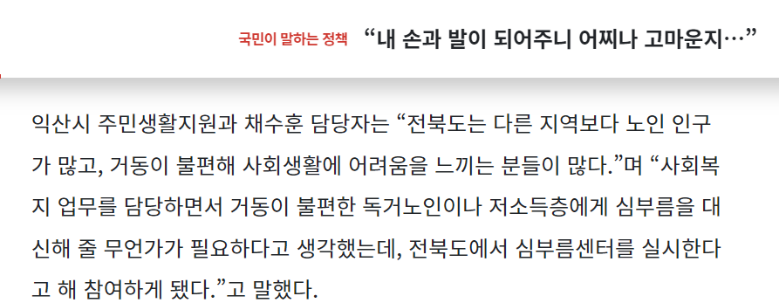 국민이 말하는 정책 “내 손과 발이 되어주니 어찌나 고마운지…”
익산시 주민생활지원과 채수훈 담당자는 “전북도는 다른 지역보다 노인 인구
가 많고, 거동이 불편해 사회생활에 어려움을 느끼는 분들이 많다.”며 “사회복
지 업무를 담당하면서 거동이 불편한 독거노인이나 저소득층에게 심부름을 대
신해 줄 무언가가 필요하다고 생각했는데, 전북도에서 심부름센터를 실시한다
고 해 참여하게 됐다.”고 말했다.